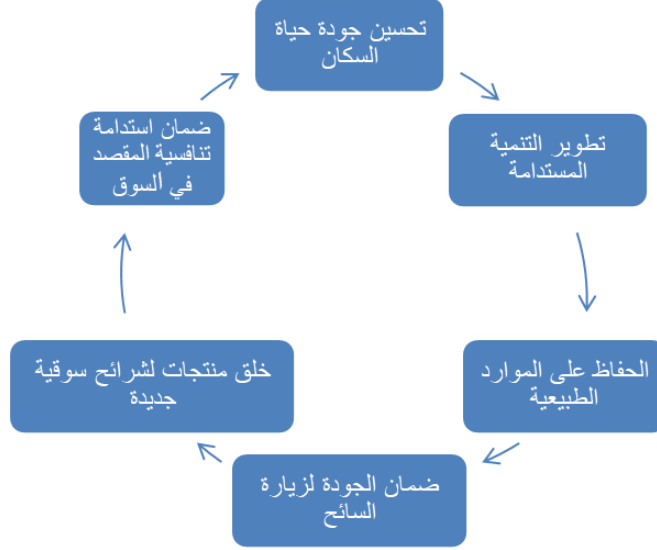 تحسين جودة حياة
السكان
تطوير التنمية
المستدامة
الحفاظ على الموارد
الطبيعية
ضمان الجودة لزيارة
السائح
خلق منتجات لشرائح سوقية
جديدة
ضمان استدامة
تنافسية المقصد
في السوق